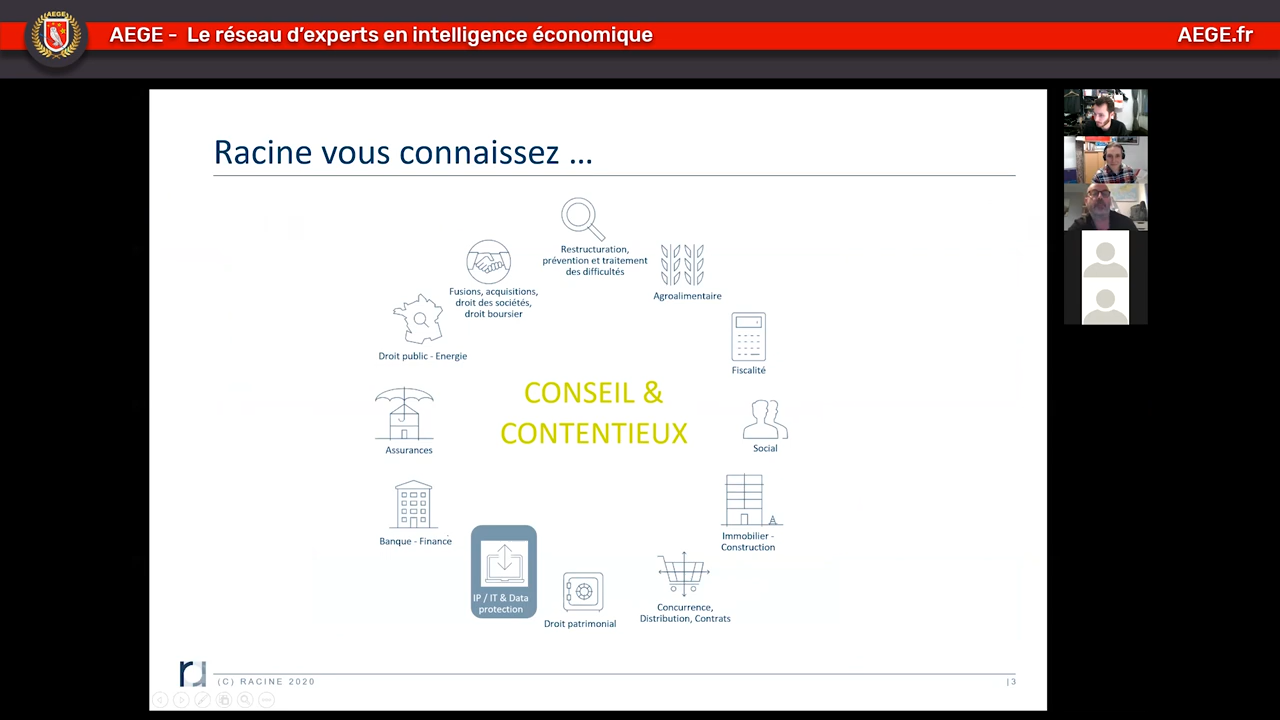 AEGE
AEGE - Le réseau d'experts en intelligence économique
AEGE.fr
Racine vous connaissez ...
Restructuration,
prévention et traitement
des difficultés
Fusions, acquisitions,
droit des sociétés,
droit boursier
Agroalimentaire
Droit public - Energie
Fiscalité
CONSEIL &
CONTENTIEUX
Assurances
Social
Banque - Finance
Immobilier -
Construction
IP / IT & Data
protection
Droit patrimonial
Concurrence,
Distribution, Contrats
(C) RACINE 2020
|3